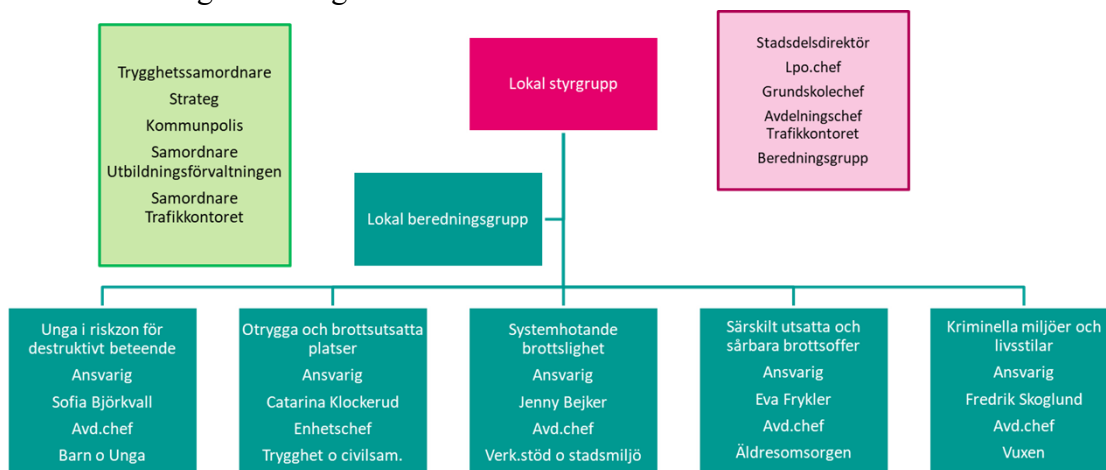 Trygghetssamordnare
Strateg
Kommunpolis
Samordnare
Utbildningsförvaltningen
Samordnare
Trafikkontoret
Lokal styrgrupp
Stadsdelsdirektör
Lpo.chef
Grundskolechef
Avdelningschef
Trafikkontoret
Beredningsgrupp
Lokal beredningsgrupp
Unga i riskzon för
destruktivt beteende
Ansvarig
Sofia Björkvall
Avd.chef
Barn o Unga
Otrygga och brottsutsatta
platser
Ansvarig
Catarina Klockerud
Enhetschef
Trygghet o civilsam.
Systemhotande
brottslighet
Ansvarig
Jenny Bejker
Avd.chef
Verk.stöd o stadsmiljö
Särskilt utsatta och
sårbara brottsoffer
Ansvarig
Eva Frykler
Avd.chef
Äldreomsorgen
Kriminella miljöer och
livsstilar
Ansvarig
Fredrik Skoglund
Avd.chef
Vuxen